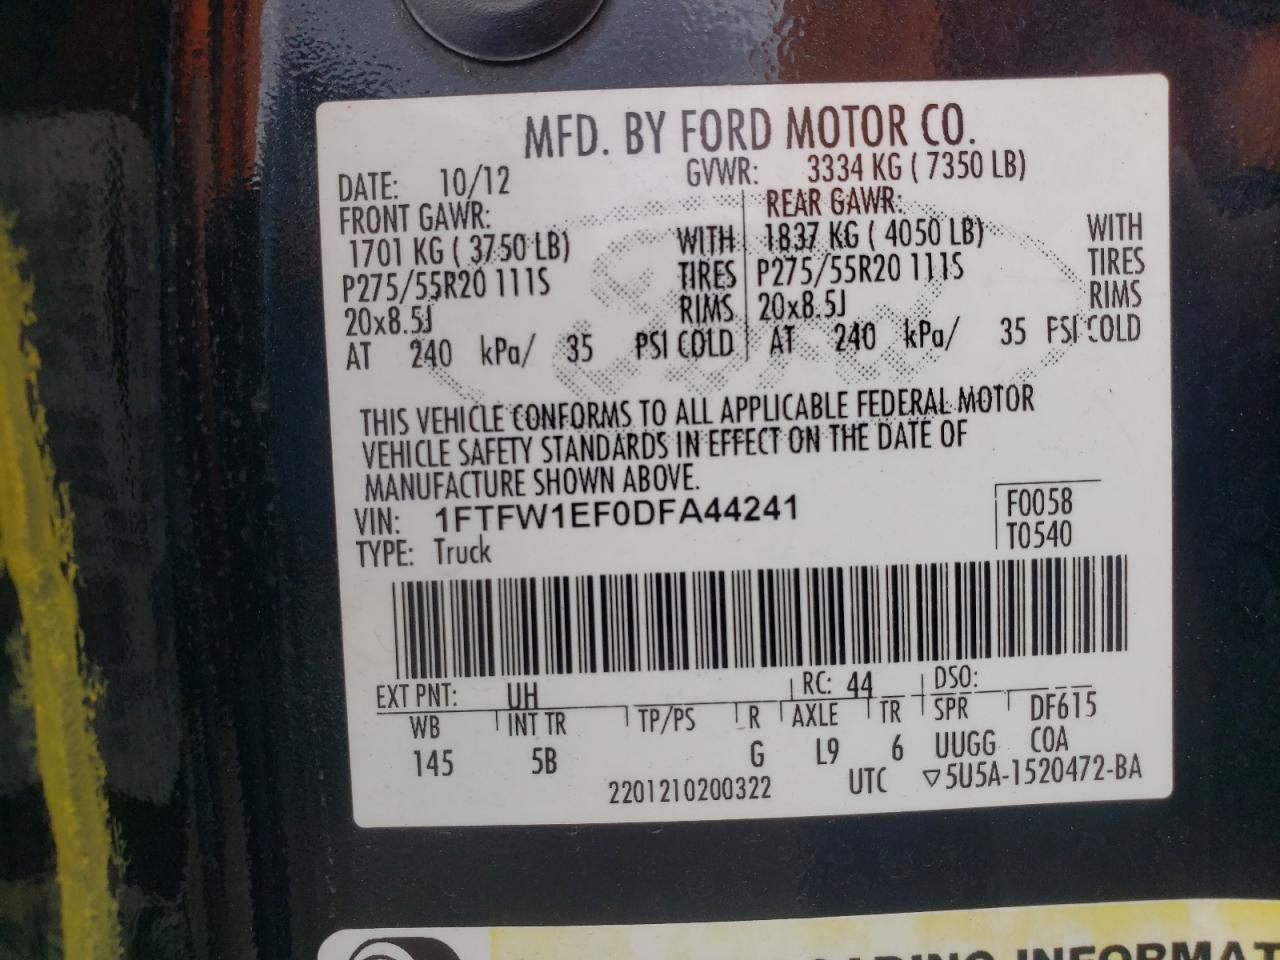 MFD. BY FORD MOTOR CO.
DATE: 10/12 GVWR: 3334 KG ( 7350 LB)
FRONT GAWR: REAR GAWR:
1701 KG ( 3750 LB) WITH 1837 KG ( 4050 LB) WITH
P275/55R20 111S TIRES P275/55R20 111S TIRES
20x8.5J RIMS 20x8.5J RIMS
AT 240 kPa/ 35 PSI COLD AT 240 kPa/ 35 PSI COLD
THIS VEHICLE CONFORMS TO ALL APPLICABLE FEDERAL MOTOR
VEHICLE SAFETY STANDARDS IN EFFECT ON THE DATE OF
MANUFACTURE SHOWN ABOVE.
VIN: 1FTFW1EF0DFA44241 F0058
TYPE: Truck T0540
EXT PNT: UH RC: 44 DSO:
WB INT TR TP/PS R AXLE TR SPR DF615
145 5B G L9 6 UUGG COA
2201210200322 UTC ▽5U5A-1520472-BA